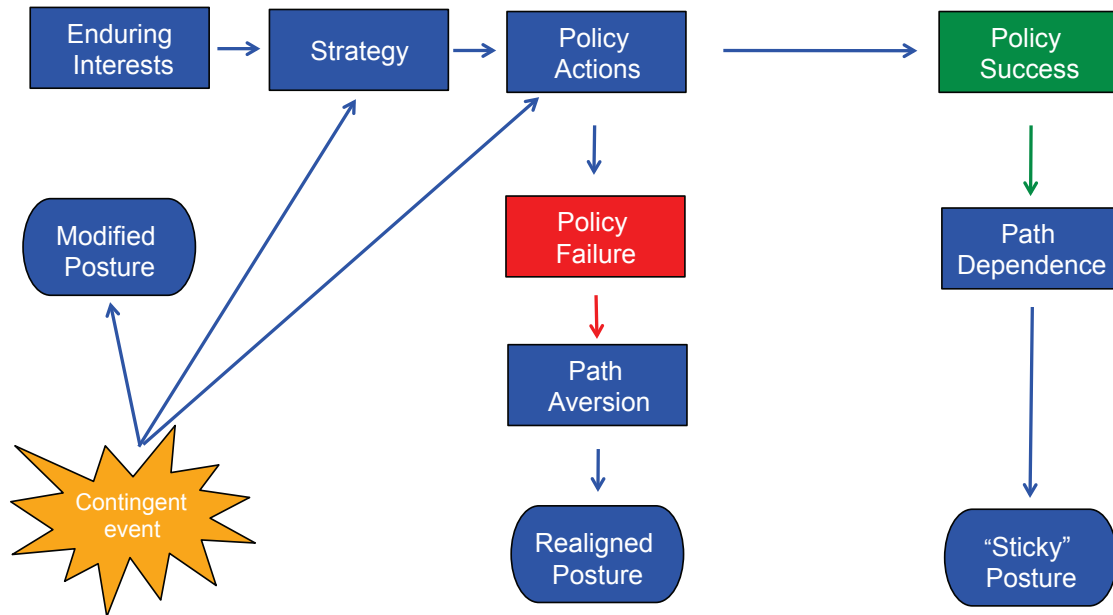 Enduring
Interests
Strategy
Policy
Actions
Policy
Success
Modified
Posture
Policy
Failure
Path
Dependence
Path
Aversion
Contingent
event
Realigned
Posture
“Sticky”
Posture